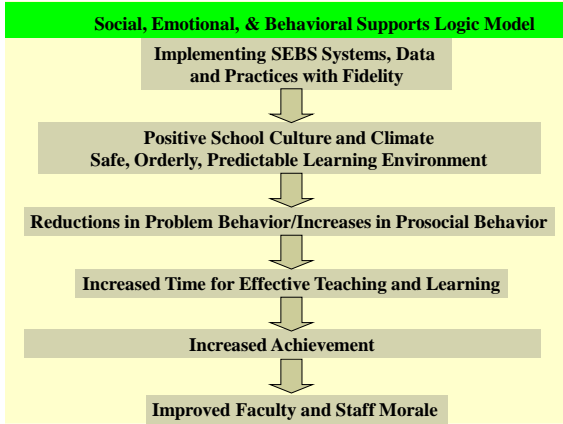 Social, Emotional, & Behavioral Supports Logic Model
Implementing SEBS Systems, Data
and Practices with Fidelity
Positive School Culture and Climate
Safe, Orderly, Predictable Learning Environment
Reductions in Problem Behavior/Increases in Prosocial Behavior
Increased Time for Effective Teaching and Learning
Increased Achievement
Improved Faculty and Staff Morale